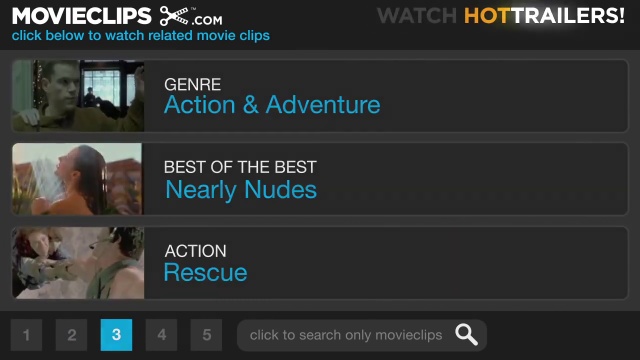 MOVIECLIPS .COM
WATCH HOTTRAILERS!
click below to watch related movie clips
GENRE
Action & Adventure
BEST OF THE BEST
Nearly Nudes
ACTION
Rescue
1 2 3 4 5
click to search only movieclips